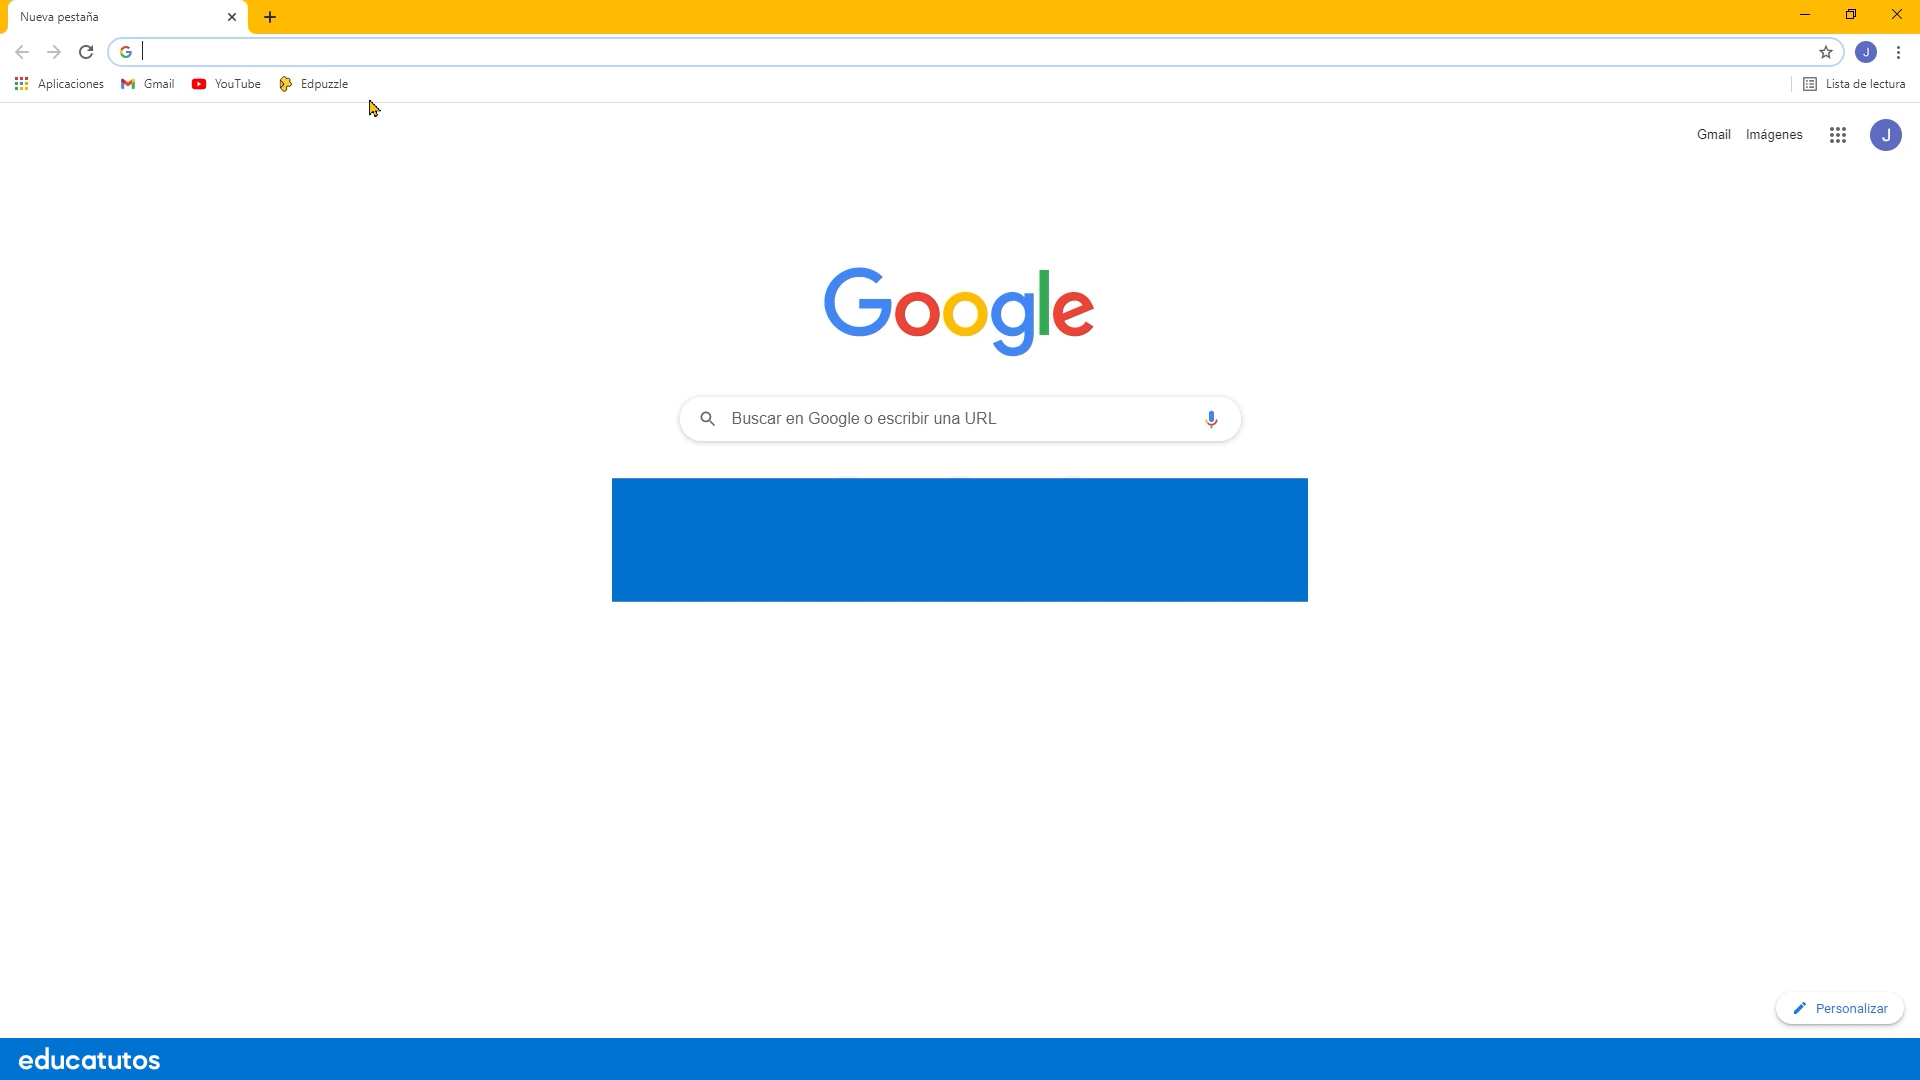 Nueva pestaña
Aplicaciones
Gmail
YouTube
Edpuzzle
Lista de lectura
Gmail
Imágenes
J
J
Google
Buscar en Google o escribir una URL
Personalizar
educatutos